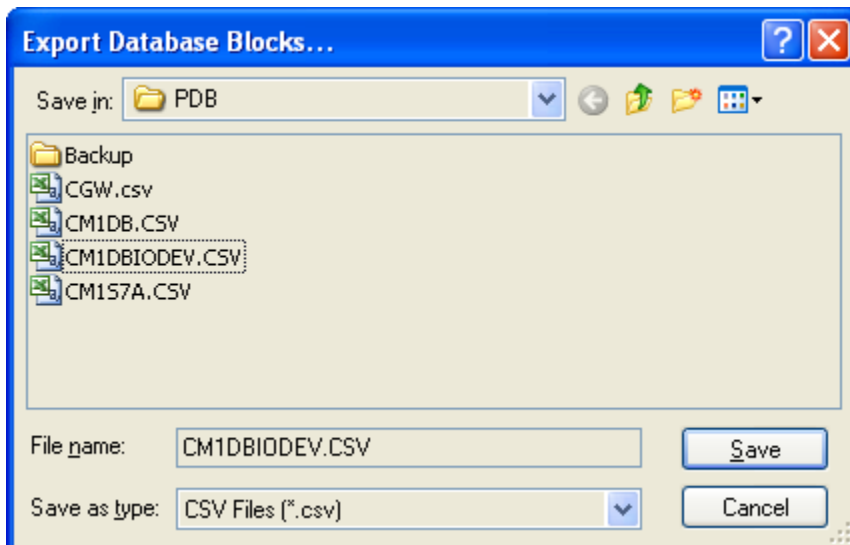 Export Database Blocks...
Save in: PDB
Backup
CGW.csv
CM1DB.CSV
CM1DBIODEV.CSV
CM1S7A.CSV
File name: CM1DBIODEV.CSV Save
Save as type: CSV Files (*.csv) Cancel